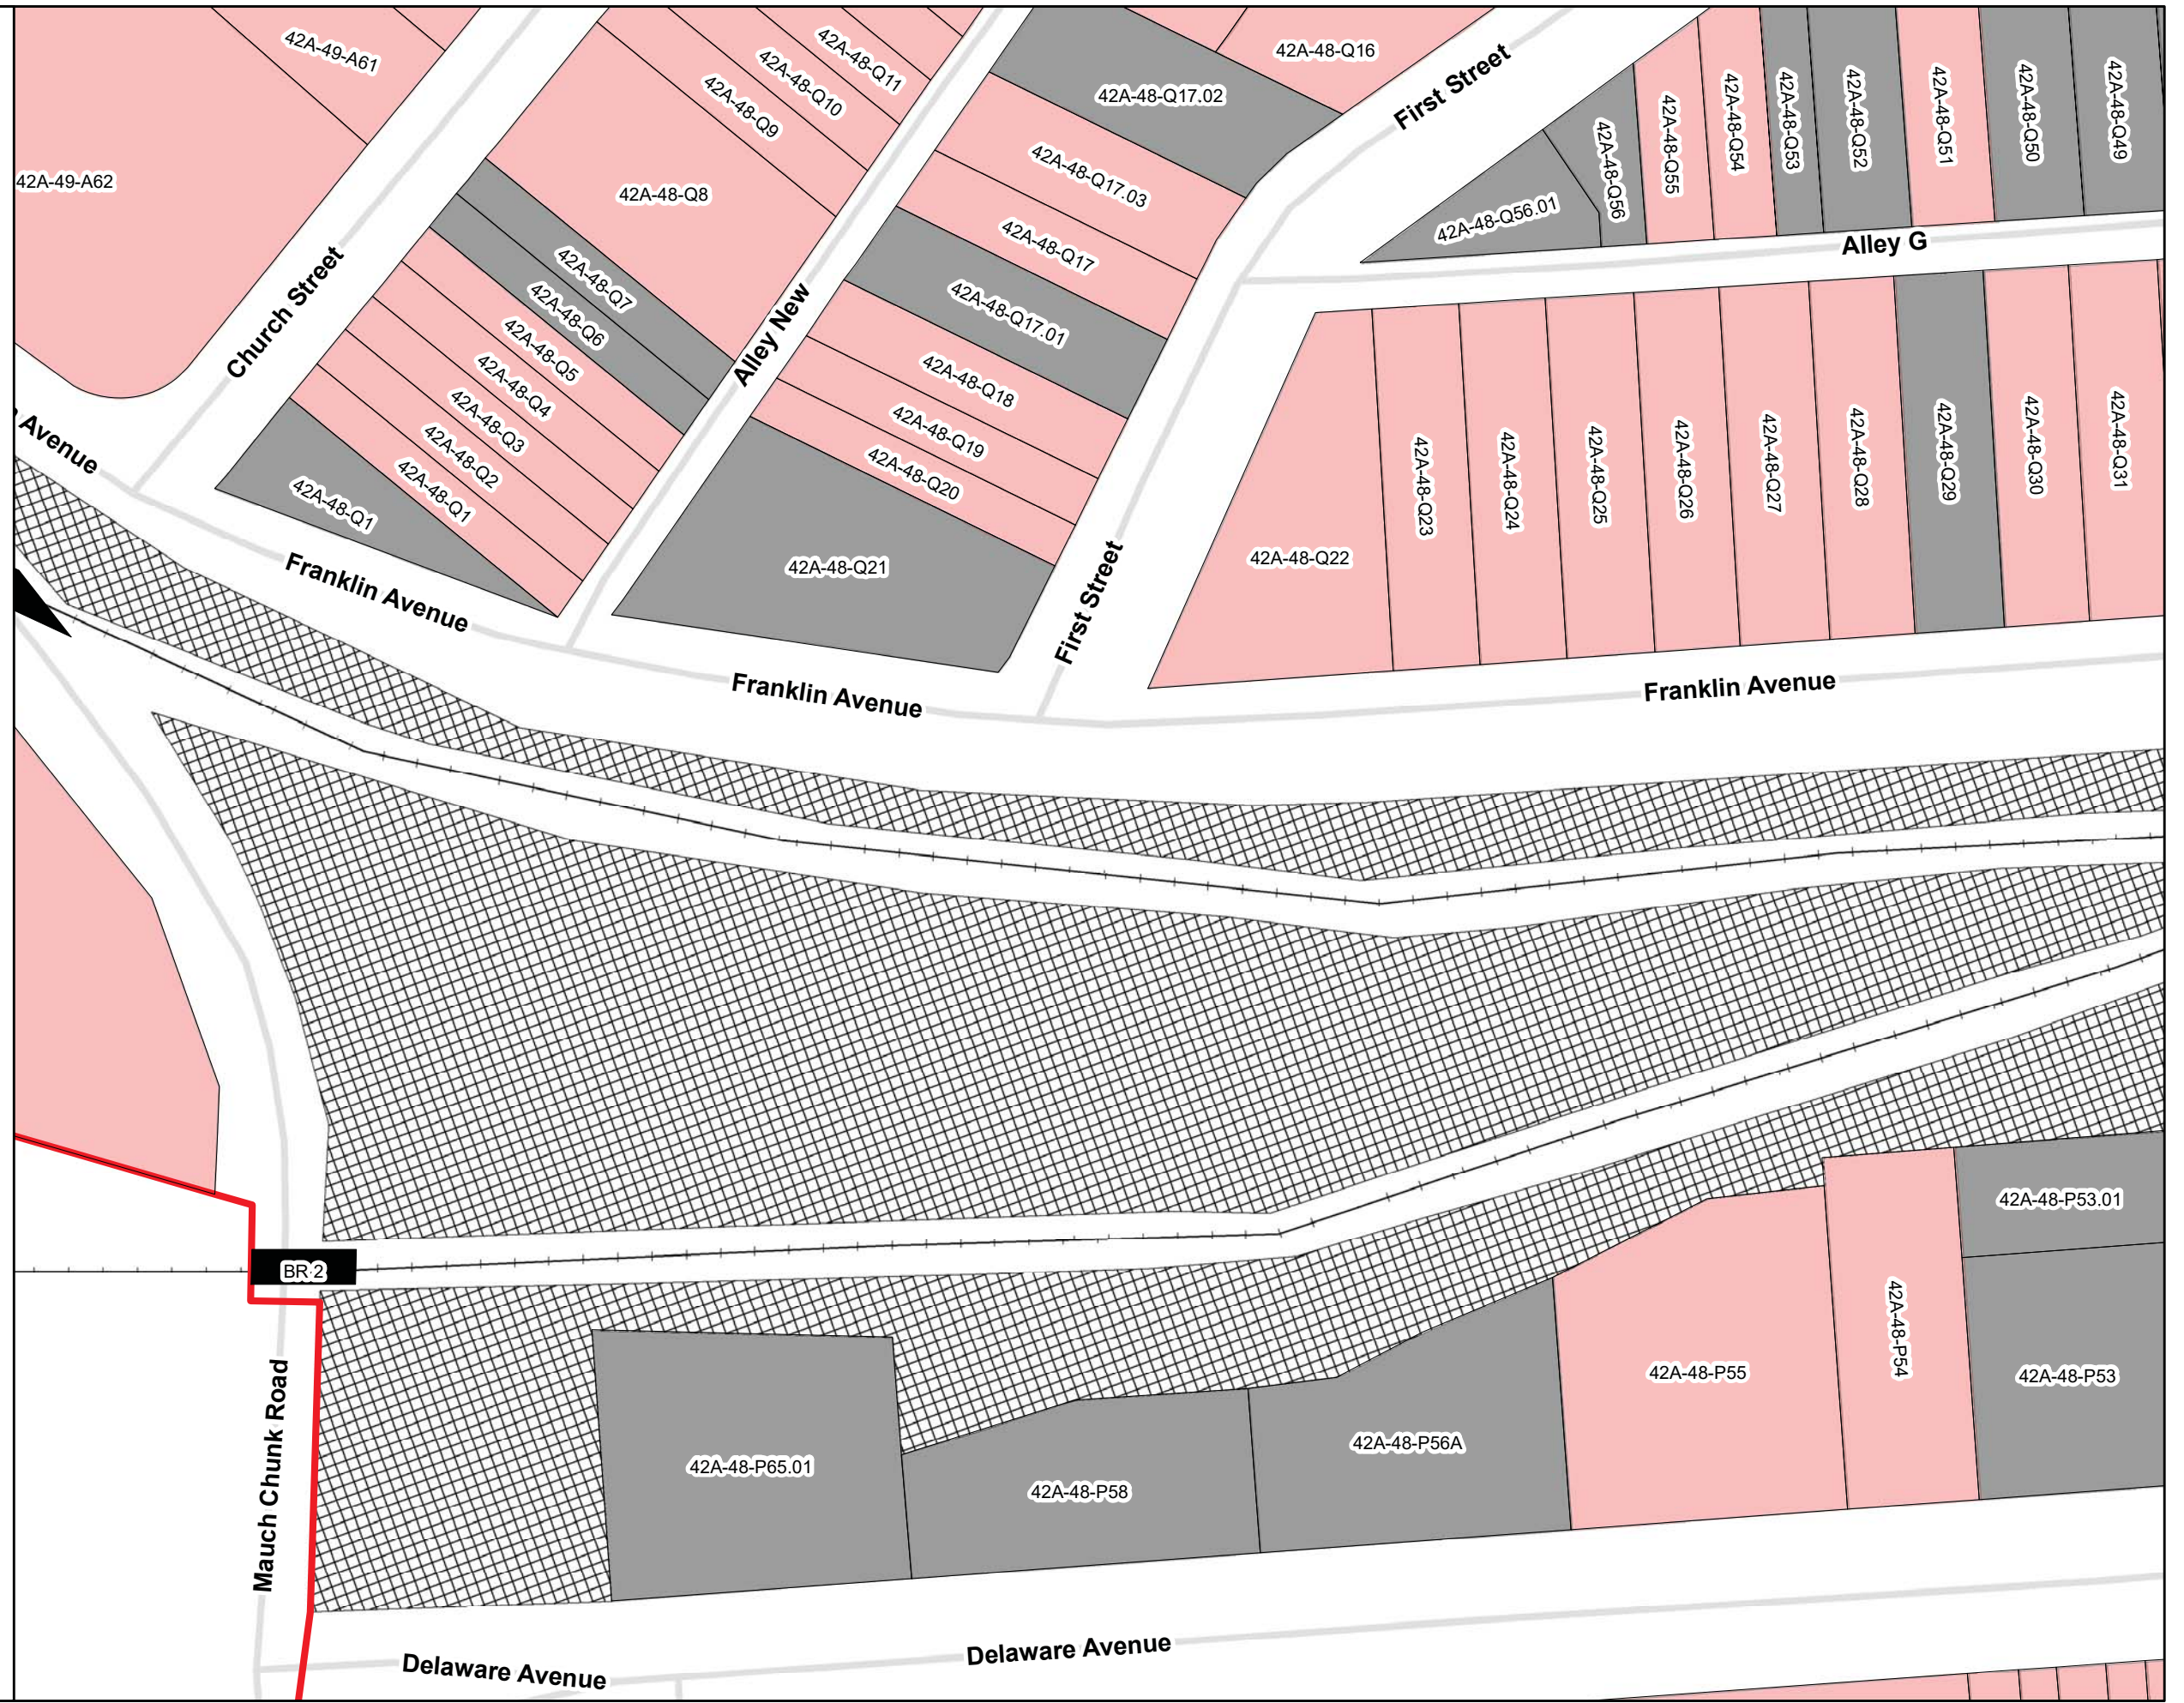 42A-49-A61
42A-49-A62
42A-48-Q11
42A-48-Q10
42A-48-Q9
42A-48-Q8
42A-48-Q7
42A-48-Q6
42A-48-Q5
42A-48-Q4
42A-48-Q3
42A-48-Q2
42A-48-Q1
42A-48-Q1
Church Street
Alley New
42A-48-Q16
42A-48-Q17.02
42A-48-Q17.03
42A-48-Q17
42A-48-Q17.01
42A-48-Q18
42A-48-Q19
42A-48-Q20
42A-48-Q21
First Street
First Street
42A-48-Q56.01
42A-48-Q56
42A-48-Q55
42A-48-Q54
42A-48-Q53
42A-48-Q52
42A-48-Q51
42A-48-Q50
42A-48-Q49
Alley G
42A-48-Q22
42A-48-Q23
42A-48-Q24
42A-48-Q25
42A-48-Q26
42A-48-Q27
42A-48-Q28
42A-48-Q29
42A-48-Q30
42A-48-Q31
Avenue
Franklin Avenue
Franklin Avenue
Franklin Avenue
BR 2
Mauch Chunk Road
42A-48-P65.01
42A-48-P58
42A-48-P56A
42A-48-P55
42A-48-P54
42A-48-P53.01
42A-48-P53
Delaware Avenue
Delaware Avenue